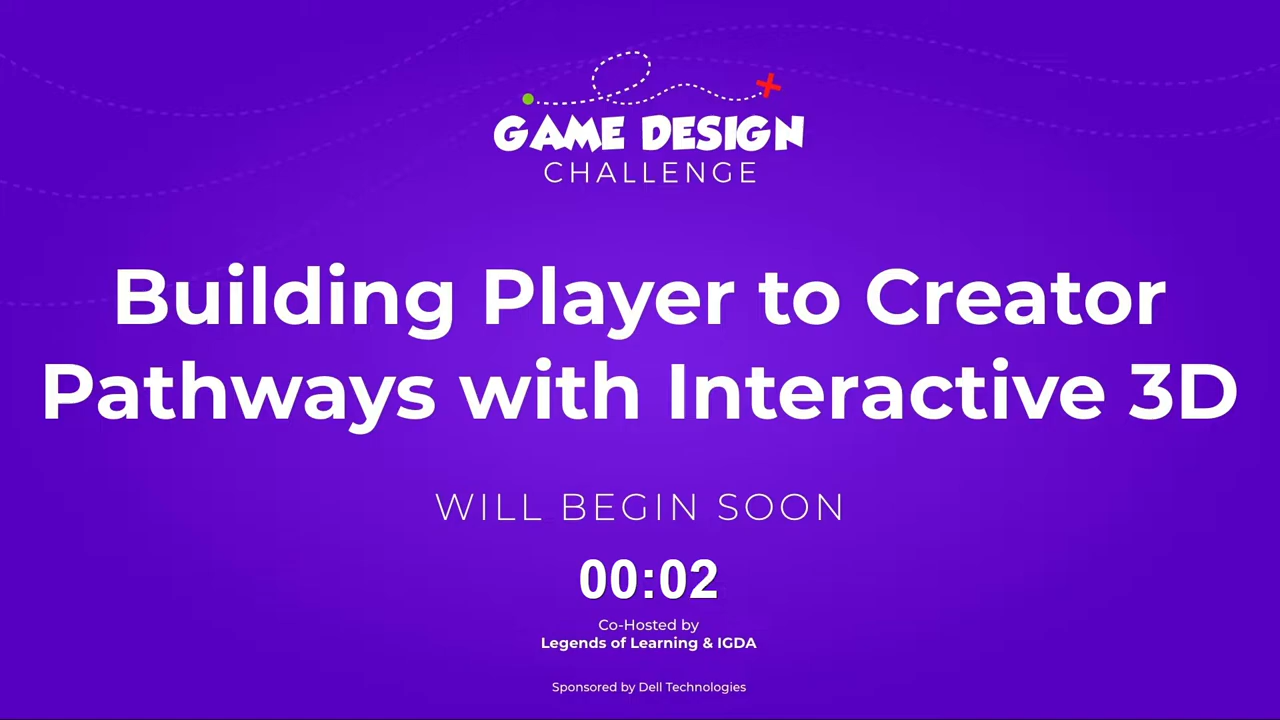 GAME DESIGN
CHALLENGE
Building Player to Creator
Pathways with Interactive 3D
WILL BEGIN SOON
00:02
Co-Hosted by
Legends of Learning & IGDA
Sponsored by Dell Technologies